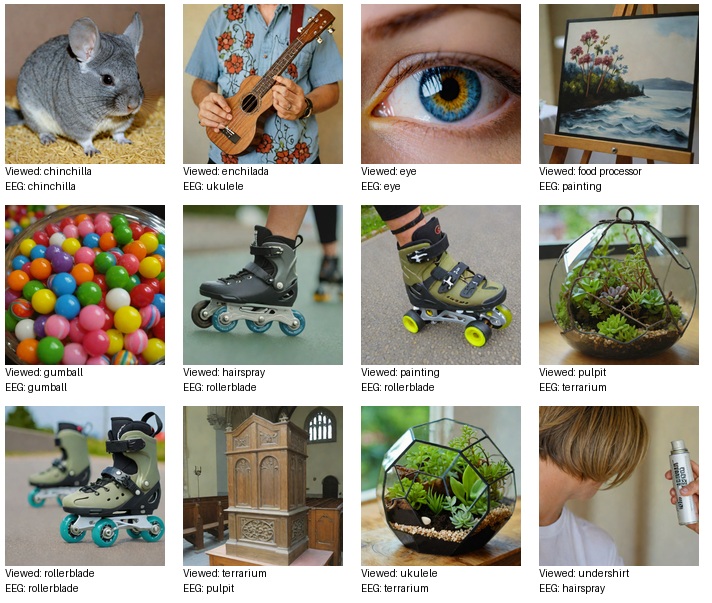 Viewed: chinchilla
EEG: chinchilla
Viewed: enchilada
EEG: ukulele
Viewed: eye
EEG: eye
Viewed: food processor
EEG: painting
Viewed: gumball
EEG: gumball
Viewed: hairspray
EEG: rollerblade
Viewed: painting
EEG: rollerblade
Viewed: pulpit
EEG: terrarium
Viewed: rollerblade
EEG: rollerblade
Viewed: terrarium
EEG: pulpit
Viewed: ukulele
EEG: terrarium
Viewed: undershirt
EEG: hairspray